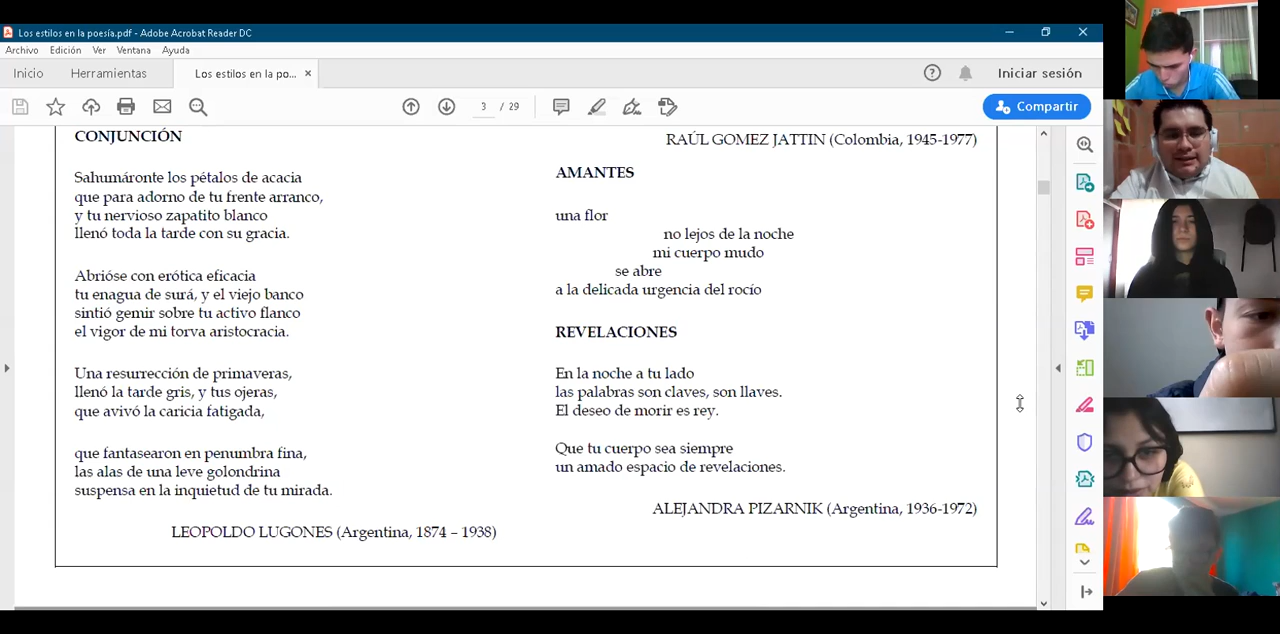 Los estilos en la poesía.pdf - Adobe Acrobat Reader DC
Archivo Edición Ver Ventana Ayuda
Inicio Herramientas Los estilos en la po... × Iniciar sesión
3 / 29 Compartir
CONJUNCIÓN
Sahumáronte los pétalos de acacia
que para adorno de tu frente arranco,
y tu nervioso zapatito blanco
llenó toda la tarde con su gracia.
Abrióse con erótica eficacia
tu enagua de surá, y el viejo banco
sintió gemir sobre tu activo flanco
el vigor de mi torva aristocracia.
Una resurrección de primaveras,
llenó la tarde gris, y tus ojeras,
que avivó la caricia fatigada,
que fantasearon en penumbra fina,
las alas de una leve golondrina
suspensa en la inquietud de tu mirada.
LEOPOLDO LUGONES (Argentina, 1874 – 1938)
RAÚL GOMEZ JATTIN (Colombia, 1945-1977)
AMANTES
una flor
no lejos de la noche
mi cuerpo mudo
se abre
a la delicada urgencia del rocío
REVELACIONES
En la noche a tu lado
las palabras son claves, son llaves.
El deseo de morir es rey.
Que tu cuerpo sea siempre
un amado espacio de revelaciones.
ALEJANDRA PIZARNIK (Argentina, 1936-1972)